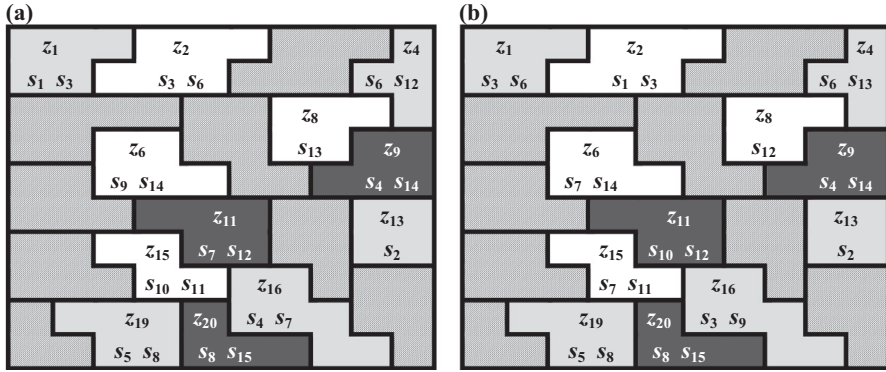 (a)
z1 z2 z4
s1 s3 s3 s6 s6 s12
z8
s13
z6 z9
s9 s14 s4 s14
z11 z13
s7 s12 s2
z15
s10 s11
z16
s4 s7
z19 z20
s5 s8 s8 s15
(b)
z1 z2 z4
s3 s6 s1 s3 s6 s13
z8
s12
z6 z9
s7 s14 s4 s14
z11 z13
s10 s12 s2
z15
s7 s11
z16
s3 s9
z19 z20
s5 s8 s8 s15